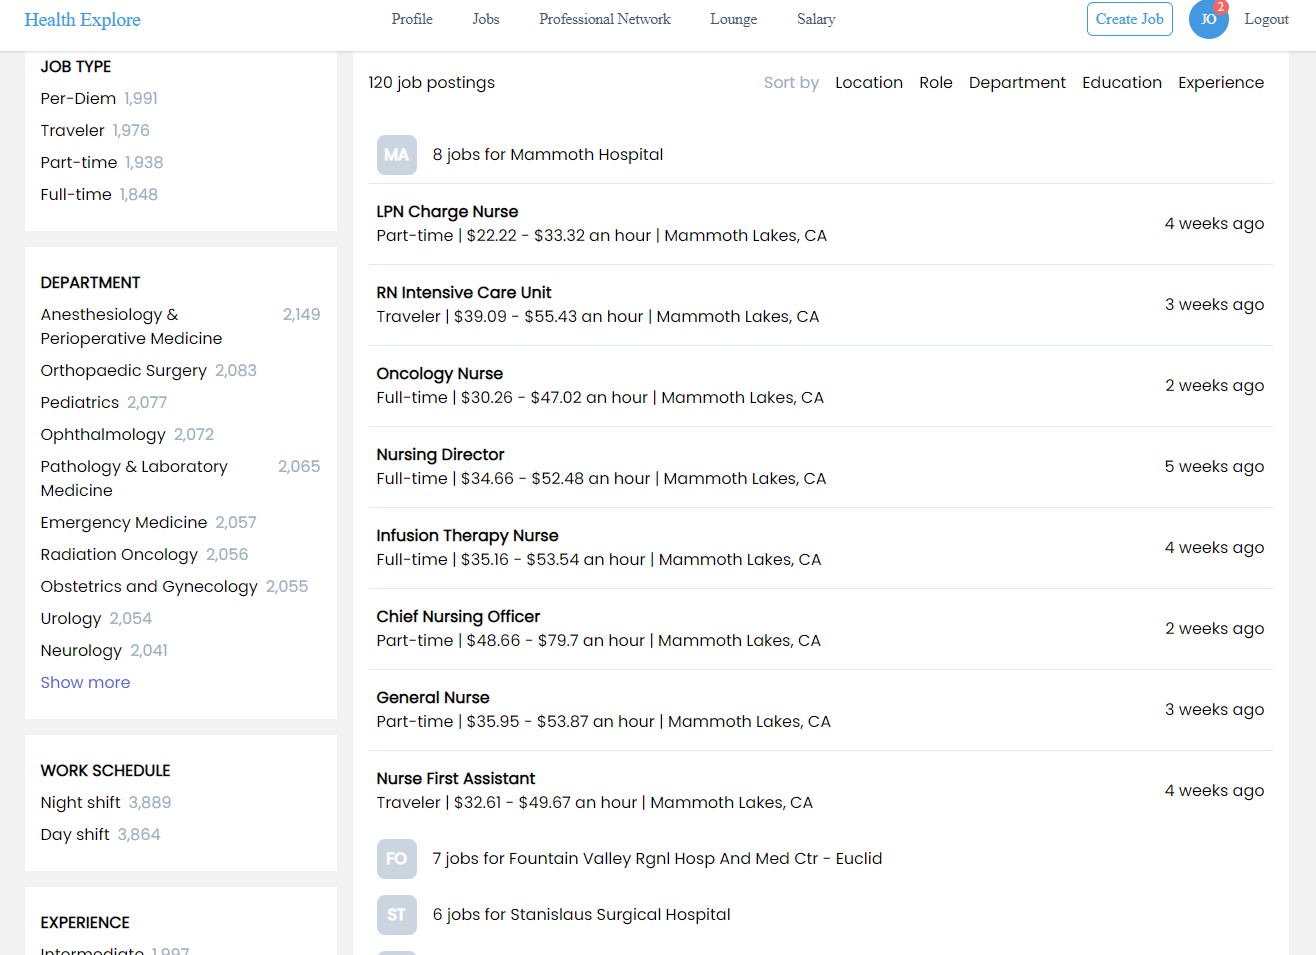 Health Explore
Profile Jobs Professional Network Lounge Salary
Create Job JO 2 Logout
JOB TYPE
Per-Diem 1,991
Traveler 1,976
Part-time 1,938
Full-time 1,848
DEPARTMENT
Anesthesiology & 2,149
Perioperative Medicine
Orthopaedic Surgery 2,083
Pediatrics 2,077
Ophthalmology 2,072
Pathology & Laboratory 2,065
Medicine
Emergency Medicine 2,057
Radiation Oncology 2,056
Obstetrics and Gynecology 2,055
Urology 2,054
Neurology 2,041
Show more
WORK SCHEDULE
Night shift 3,889
Day shift 3,864
EXPERIENCE
Intermediate 1,997
120 job postings
Sort by Location Role Department Education Experience
MA 8 jobs for Mammoth Hospital
LPN Charge Nurse
Part-time | $22.22 - $33.32 an hour | Mammoth Lakes, CA
4 weeks ago
RN Intensive Care Unit
Traveler | $39.09 - $55.43 an hour | Mammoth Lakes, CA
3 weeks ago
Oncology Nurse
Full-time | $30.26 - $47.02 an hour | Mammoth Lakes, CA
2 weeks ago
Nursing Director
Full-time | $34.66 - $52.48 an hour | Mammoth Lakes, CA
5 weeks ago
Infusion Therapy Nurse
Full-time | $35.16 - $53.54 an hour | Mammoth Lakes, CA
4 weeks ago
Chief Nursing Officer
Part-time | $48.66 - $79.7 an hour | Mammoth Lakes, CA
2 weeks ago
General Nurse
Part-time | $35.95 - $53.87 an hour | Mammoth Lakes, CA
3 weeks ago
Nurse First Assistant
Traveler | $32.61 - $49.67 an hour | Mammoth Lakes, CA
4 weeks ago
FO 7 jobs for Fountain Valley Rgnl Hosp And Med Ctr - Euclid
ST 6 jobs for Stanislaus Surgical Hospital